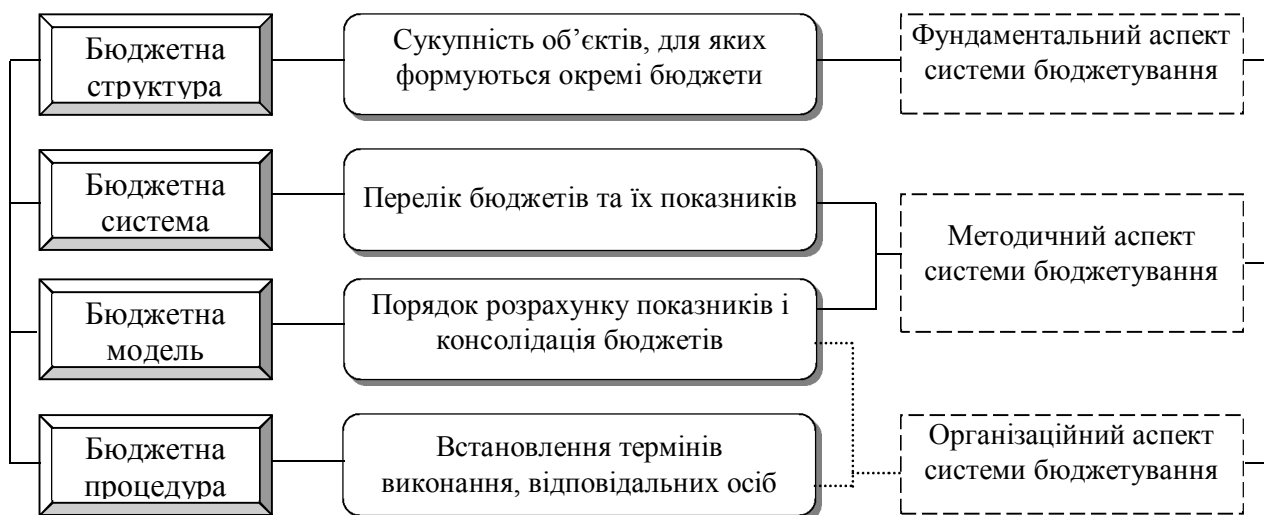 Бюджетна
структура
Сукупність об’єктів, для яких
формуються окремі бюджети
Фундаментальний аспект
системи бюджетування
Бюджетна
система
Перелік бюджетів та їх показників
Методичний аспект
системи бюджетування
Бюджетна
модель
Порядок розрахунку показників і
консолідація бюджетів
Бюджетна
процедура
Встановлення термінів
виконання, відповідальних осіб
Організаційний аспект
системи бюджетування